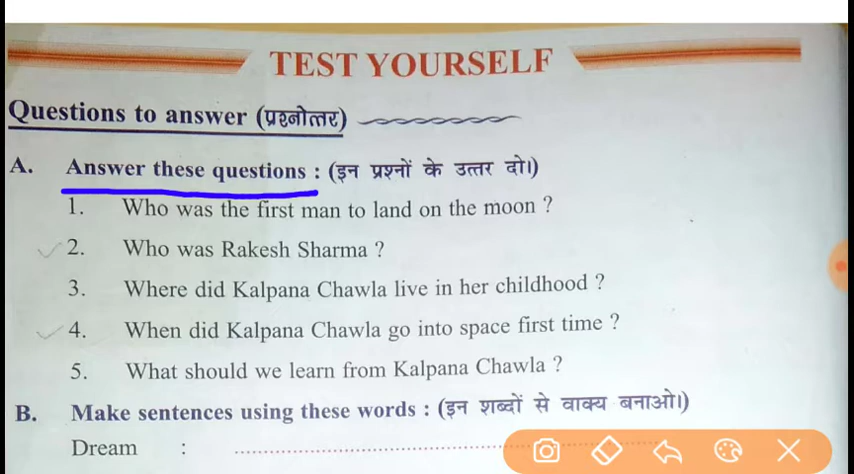 TEST YOURSELF
Questions to answer (प्रश्नोत्तर)
A. Answer these questions : (इन प्रश्नों के उत्तर दो।)
1. Who was the first man to land on the moon ?
2. Who was Rakesh Sharma ?
3. Where did Kalpana Chawla live in her childhood ?
4. When did Kalpana Chawla go into space first time ?
5. What should we learn from Kalpana Chawla ?
B. Make sentences using these words : (इन शब्दों से वाक्य बनाओ।)
Dream : ........................................